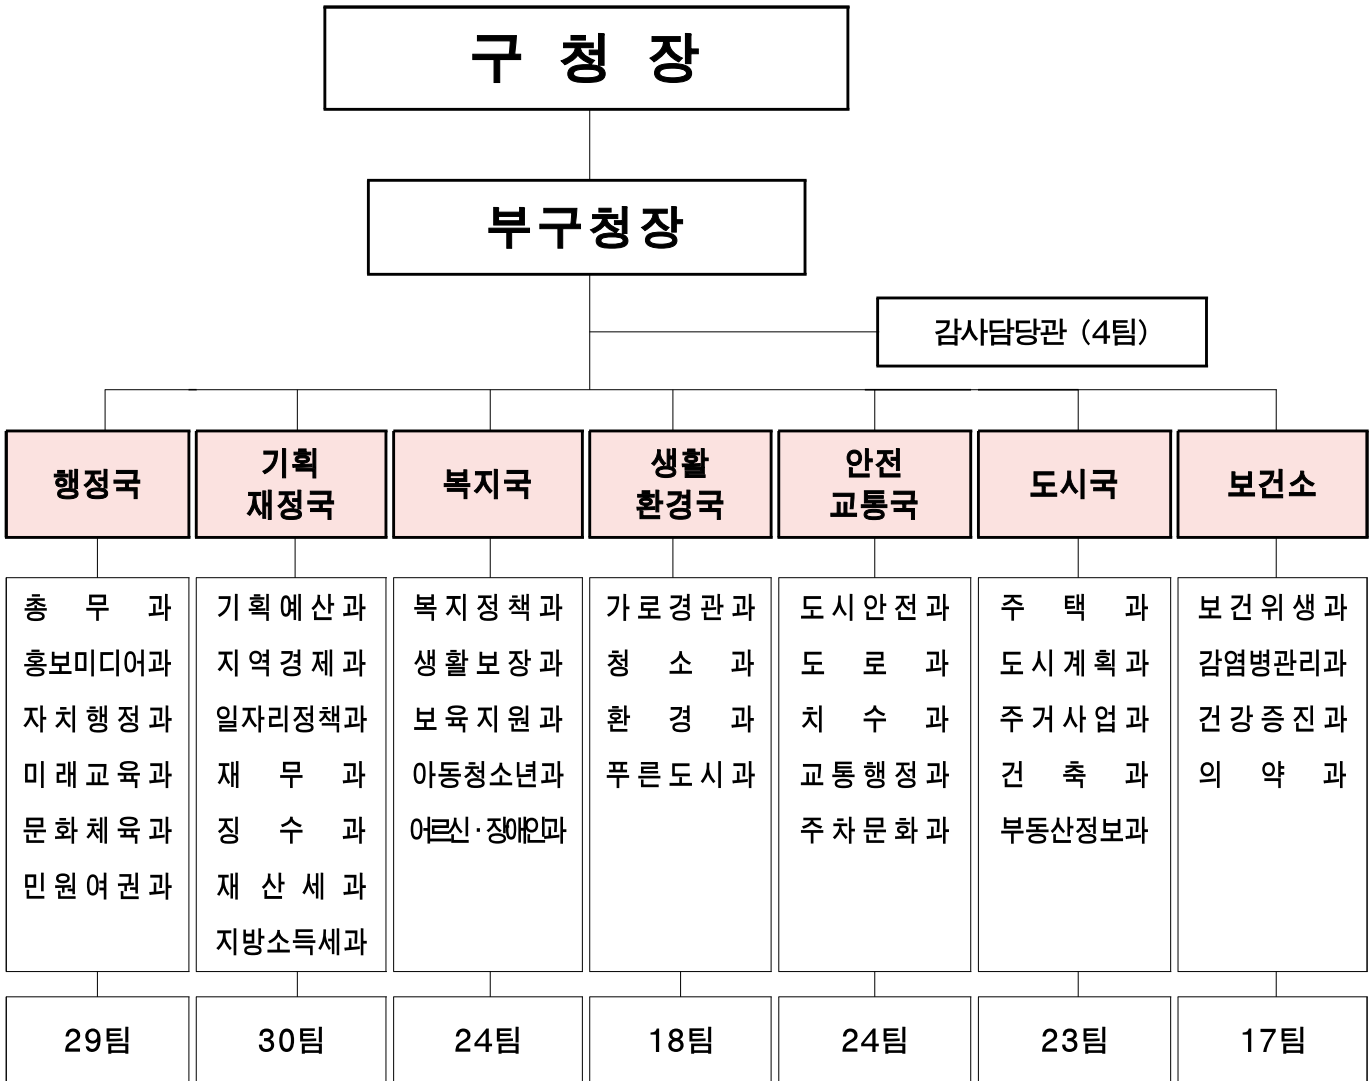 구 청 장
부구청장
감사담당관 (4팀)
행정국
총 무 과
홍보미디어과
자치행정과
미래교육과
문화체육과
민원여권과
29팀
기획
재정국
기획예산과
지역경제과
일자리정책과
재 무 과
징 수 과
재 산 세 과
지방소득세과
30팀
복지국
복지정책과
생활보장과
보육지원과
아동청소년과
어르신·장애인과
24팀
생활
환경국
가로경관과
청 소 과
환 경 과
푸른도시과
18팀
안전
교통국
도시안전과
도 로 과
치 수 과
교통행정과
주차문화과
24팀
도시국
주 택 과
도시계획과
주거사업과
건 축 과
부동산정보과
23팀
보건소
보건위생과
감염병관리과
건강증진과
의 약 과
17팀